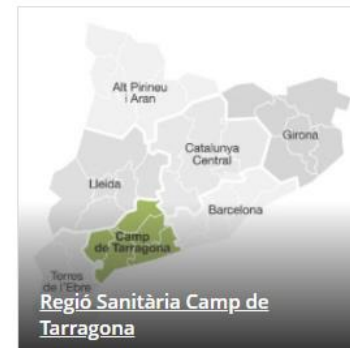 Alt Pirineu
i Aran
Girona
Catalunya
Central
Lleida
Barcelona
Camp
de Tarragona
Terres
de l'Ebre
Regió Sanitària Camp de
Tarragona